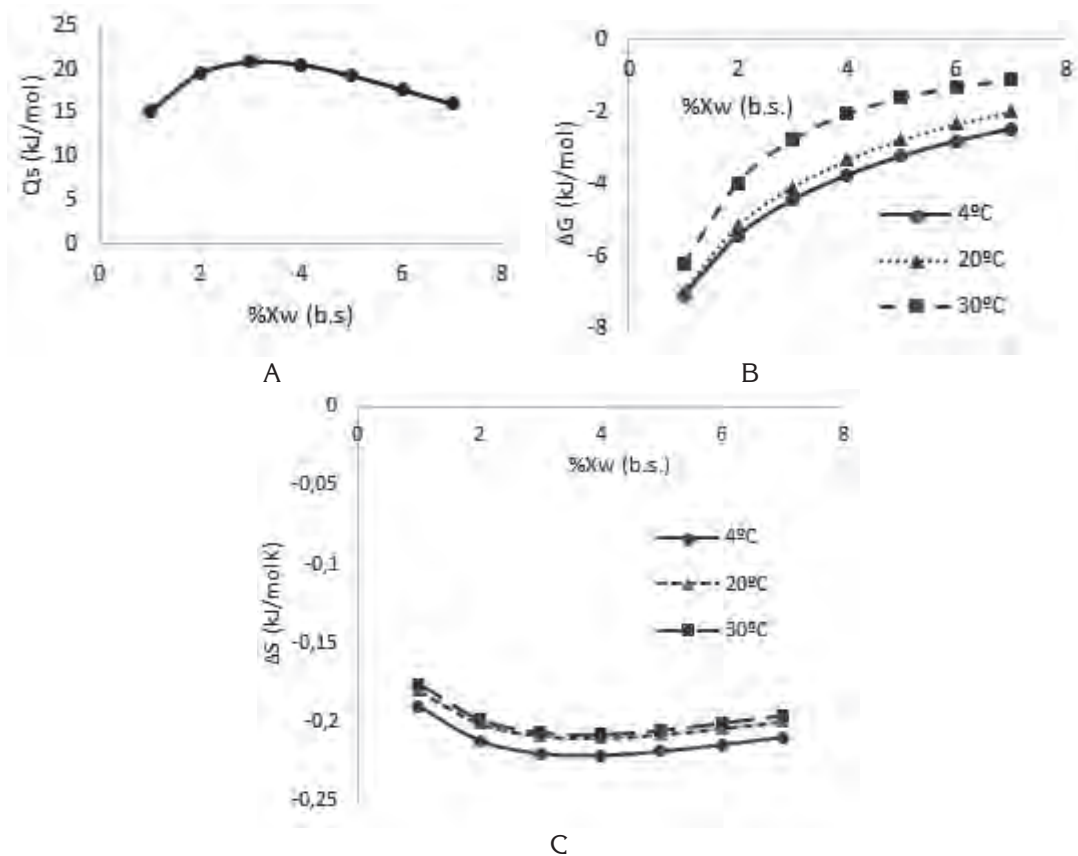 25
20
15
10
5
0
0 2 4 6 8
Qs (kJ/mol)
%Xw (b.s)
A
0
-2
-4
-6
-8
0 2 4 6 8
ΔG (kJ/mol)
%Xw (b.s.)
4ºC
20ºC
30ºC
B
0
-0,05
-0,1
-0,15
-0,2
-0,25
0 2 4 6 8
ΔS (kJ/molK)
%Xw (b.s.)
4ºC
20ºC
30ºC
C